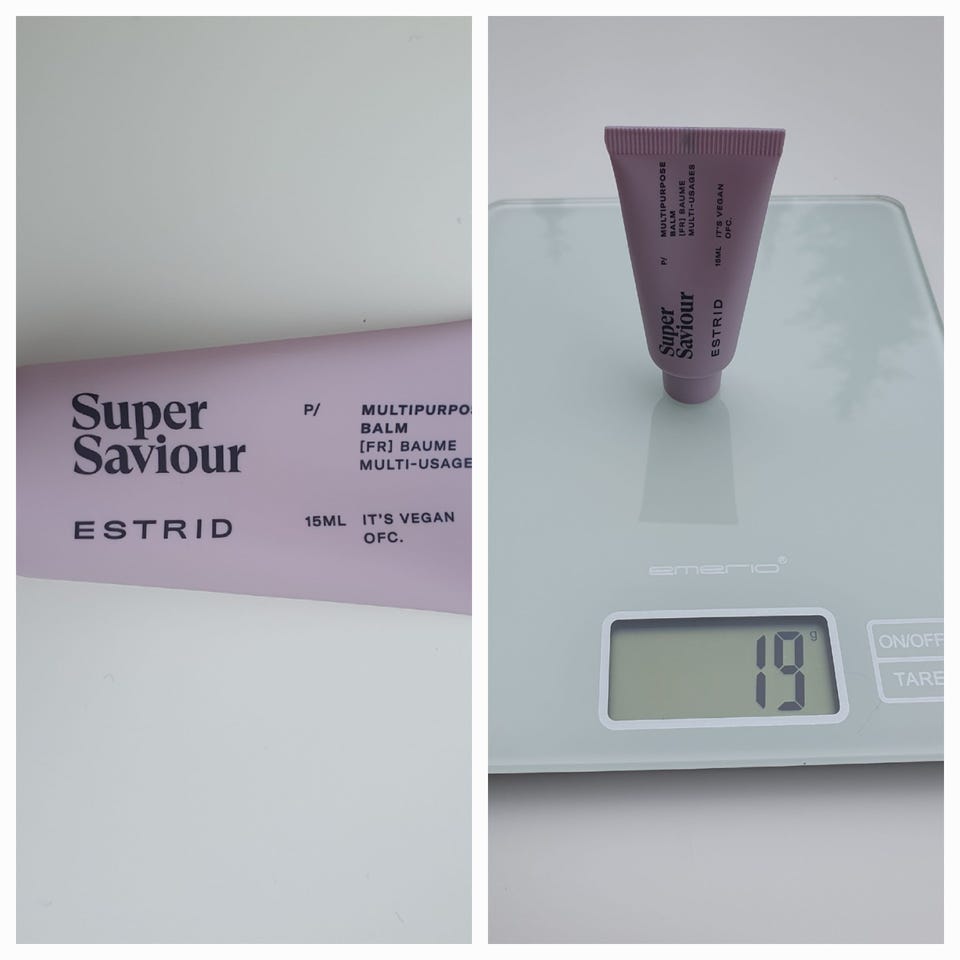 Super
Saviour
ESTRID
P/
MULTIPURPO
BALM
[FR] BAUME
MULTI-USAGE
15ML
IT'S VEGAN
OFC.
Super
Saviour
ESTRID
P/
MULTIPURPOSE
BALM
[FR] BAUME
MULTI-USAGES
15ML
IT'S VEGAN
OFC.
emerio®
19 g
ON/OFF
TARE